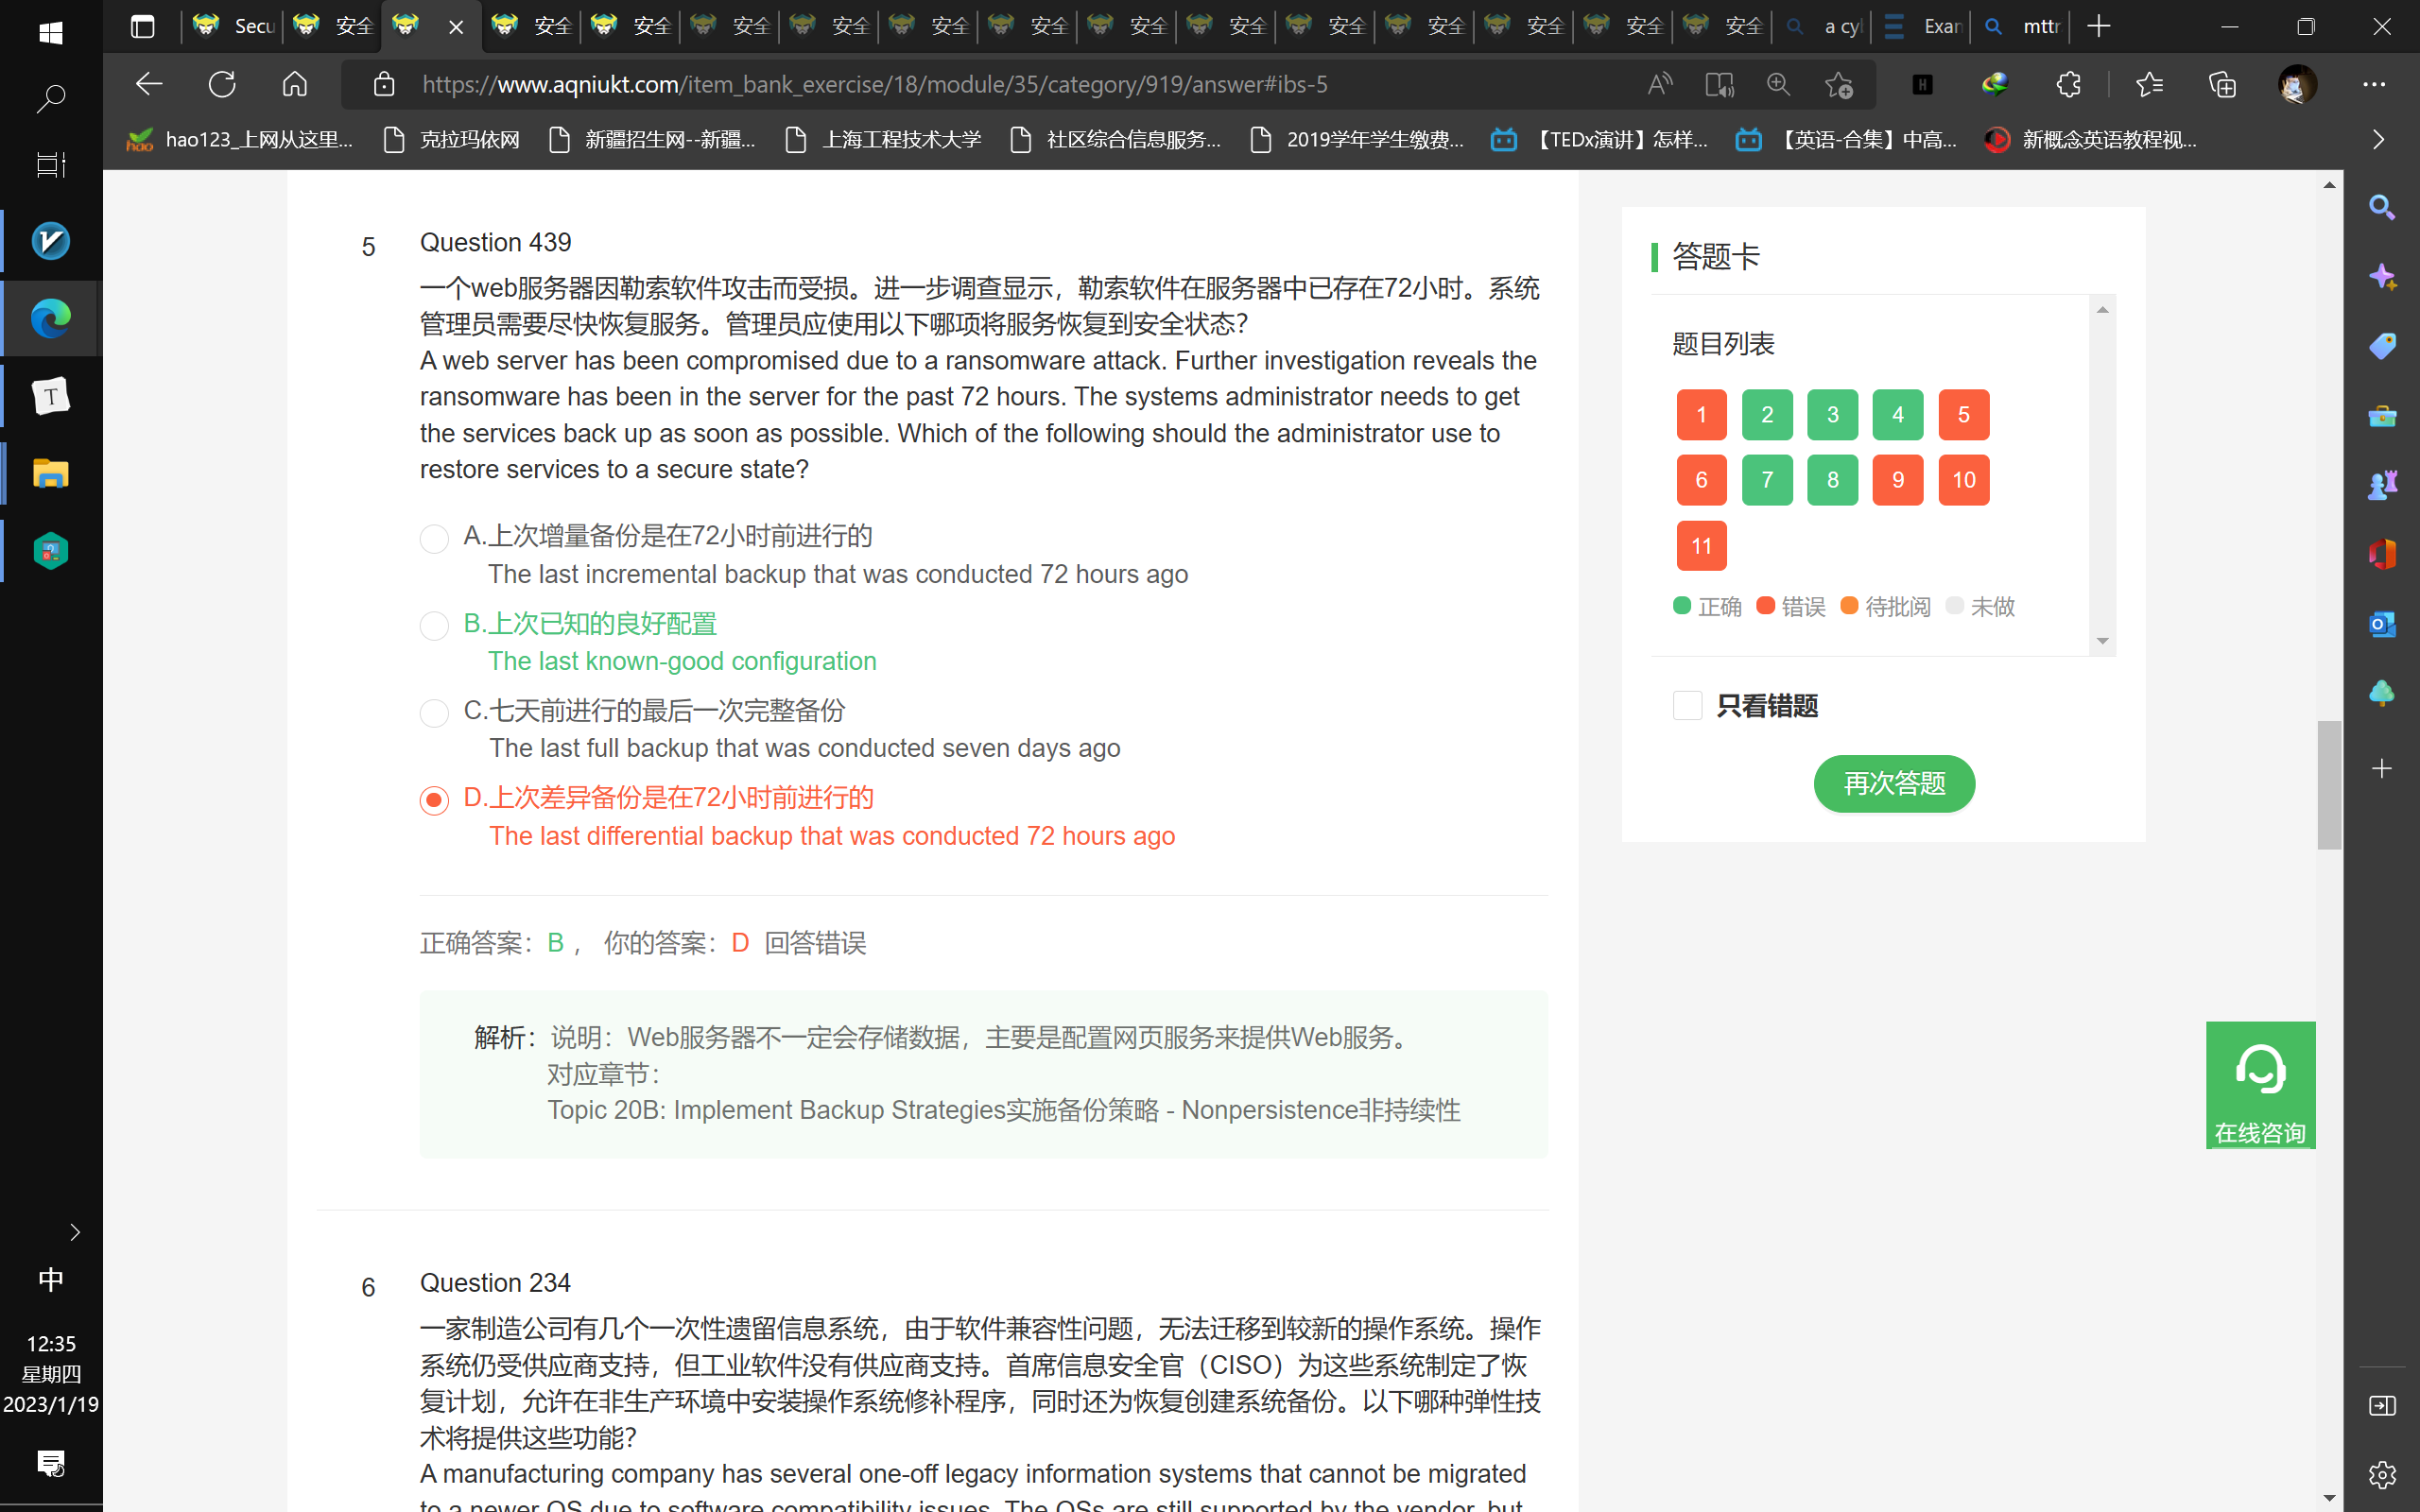 Secu
安全
安全
安全
安全
安全
安全
安全
安全
安全
安全
安全
安全
安全
安全
a cy
Exan
mttr
https://www.aqniukt.com/item_bank_exercise/18/module/35/category/919/answer#ibs-5
hao123_上网从这里...
克拉玛依网
新疆招生网--新疆...
上海工程技术大学
社区综合信息服务...
2019学年学生缴费...
【TEDx演讲】怎样...
【英语-合集】中高...
新概念英语教程视...
5 Question 439
一个web服务器因勒索软件攻击而受损。进一步调查显示，勒索软件在服务器中已存在72小时。系统
管理员需要尽快恢复服务。管理员应使用以下哪项将服务恢复到安全状态？
A web server has been compromised due to a ransomware attack. Further investigation reveals the
ransomware has been in the server for the past 72 hours. The systems administrator needs to get
the services back up as soon as possible. Which of the following should the administrator use to
restore services to a secure state?
A.上次增量备份是在72小时前进行的
The last incremental backup that was conducted 72 hours ago
B.上次已知的良好配置
The last known-good configuration
C.七天前进行的最后一次完整备份
The last full backup that was conducted seven days ago
D.上次差异备份是在72小时前进行的
The last differential backup that was conducted 72 hours ago
正确答案：B ， 你的答案：D 回答错误
解析：说明：Web服务器不一定会存储数据，主要是配置网页服务来提供Web服务。
对应章节：
Topic 20B: Implement Backup Strategies实施备份策略 - Nonpersistence非持续性
6 Question 234
一家制造公司有几个一次性遗留信息系统，由于软件兼容性问题，无法迁移到较新的操作系统。操作
系统仍受供应商支持，但工业软件没有供应商支持。首席信息安全官（CISO）为这些系统制定了恢
复计划，允许在非生产环境中安装操作系统修补程序，同时还为恢复创建系统备份。以下哪种弹性技
术将提供这些功能？
A manufacturing company has several one-off legacy information systems that cannot be migrated
to a newer OS due to software compatibility issues. The OSs are still supported by the vendor, but
答题卡
题目列表
1 2 3 4 5
6 7 8 9 10
11
正确 错误 待批阅 未做
只看错题
再次答题
在线咨询
中
12:35
星期四
2023/1/19